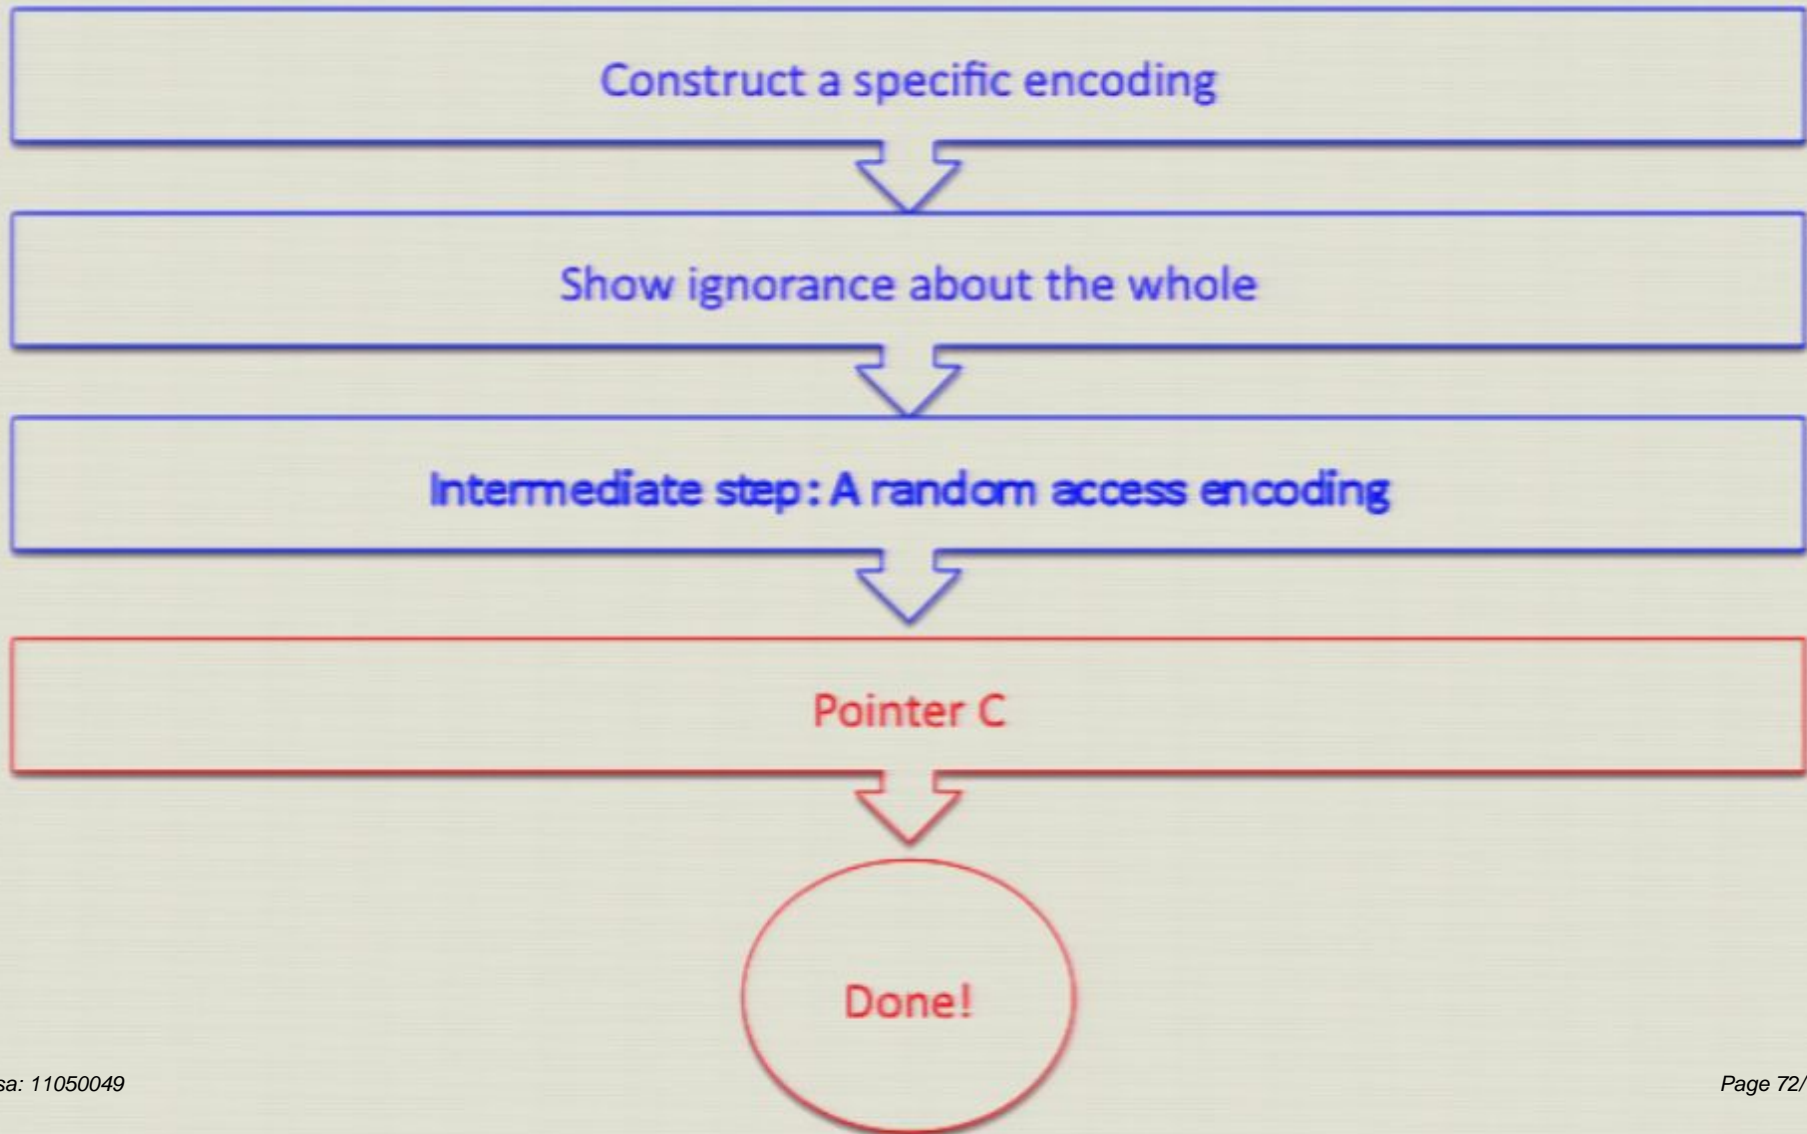 Construct a specific encoding
Show ignorance about the whole
Intermediate step: A random access encoding
Pointer C
Done!
sa: 11050049
Page 72/